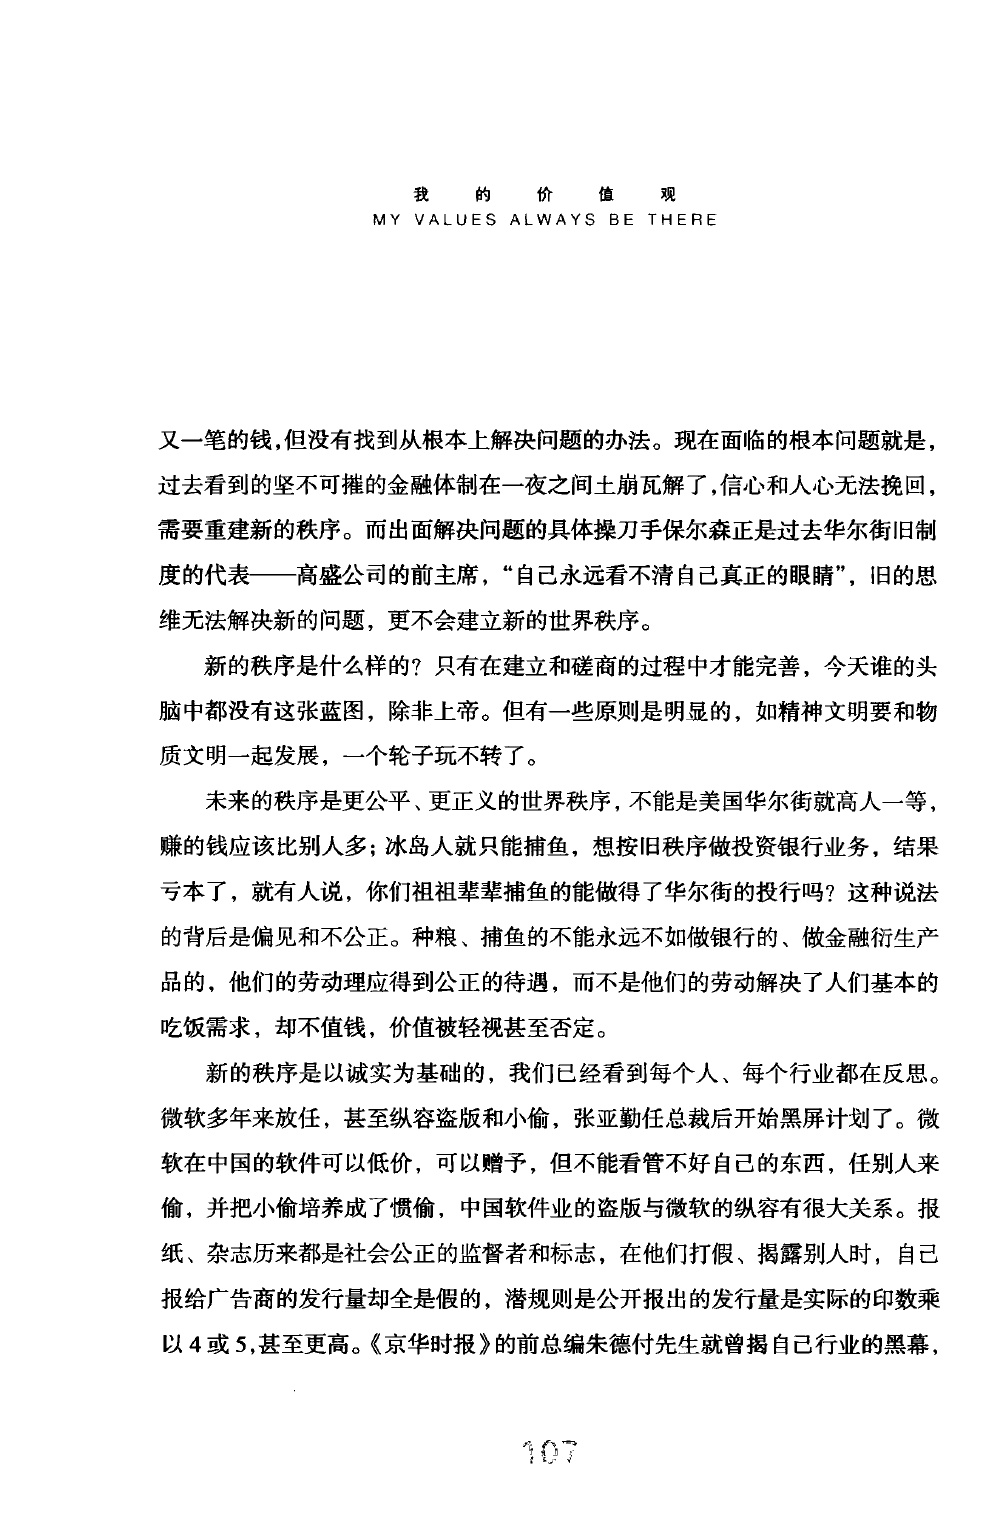 我的价值观
MY VALUES ALWAYS BE THERE
又一笔的钱,但没有找到从根本上解决问题的办法。现在面临的根本问题就是，
过去看到的坚不可摧的金融体制在一夜之间土崩瓦解了,信心和人心无法挽回，
需要重建新的秩序。而出面解决问题的具体操刀手保尔森正是过去华尔街旧制
度的代表——高盛公司的前主席，“自己永远看不清自己真正的眼睛”，旧的思
维无法解决新的问题，更不会建立新的世界秩序。
新的秩序是什么样的？只有在建立和磋商的过程中才能完善，今天谁的头
脑中都没有这张蓝图，除非上帝。但有一些原则是明显的，如精神文明要和物
质文明一起发展，一个轮子玩不转了。
未来的秩序是更公平、更正义的世界秩序，不能是美国华尔街就高人一等，
赚的钱应该比别人多；冰岛人就只能捕鱼，想按旧秩序做投资银行业务，结果
亏本了，就有人说，你们祖祖辈辈捕鱼的能做得了华尔街的投行吗？这种说法
的背后是偏见和不公正。种粮、捕鱼的不能永远不如做银行的、做金融衍生产
品的，他们的劳动理应得到公正的待遇，而不是他们的劳动解决了人们基本的
吃饭需求，却不值钱，价值被轻视甚至否定。
新的秩序是以诚实为基础的，我们已经看到每个人、每个行业都在反思。
微软多年来放任，甚至纵容盗版和小偷，张亚勤任总裁后开始黑屏计划了。微
软在中国的软件可以低价，可以赠予，但不能看管不好自己的东西，任别人来
偷，并把小偷培养成了惯偷，中国软件业的盗版与微软的纵容有很大关系。报
纸、杂志历来都是社会公正的监督者和标志，在他们打假、揭露别人时，自己
报给广告商的发行量却全是假的，潜规则是公开报出的发行量是实际的印数乘
以4或5,甚至更高。《京华时报》的前总编朱德付先生就曾揭自己行业的黑幕，
107